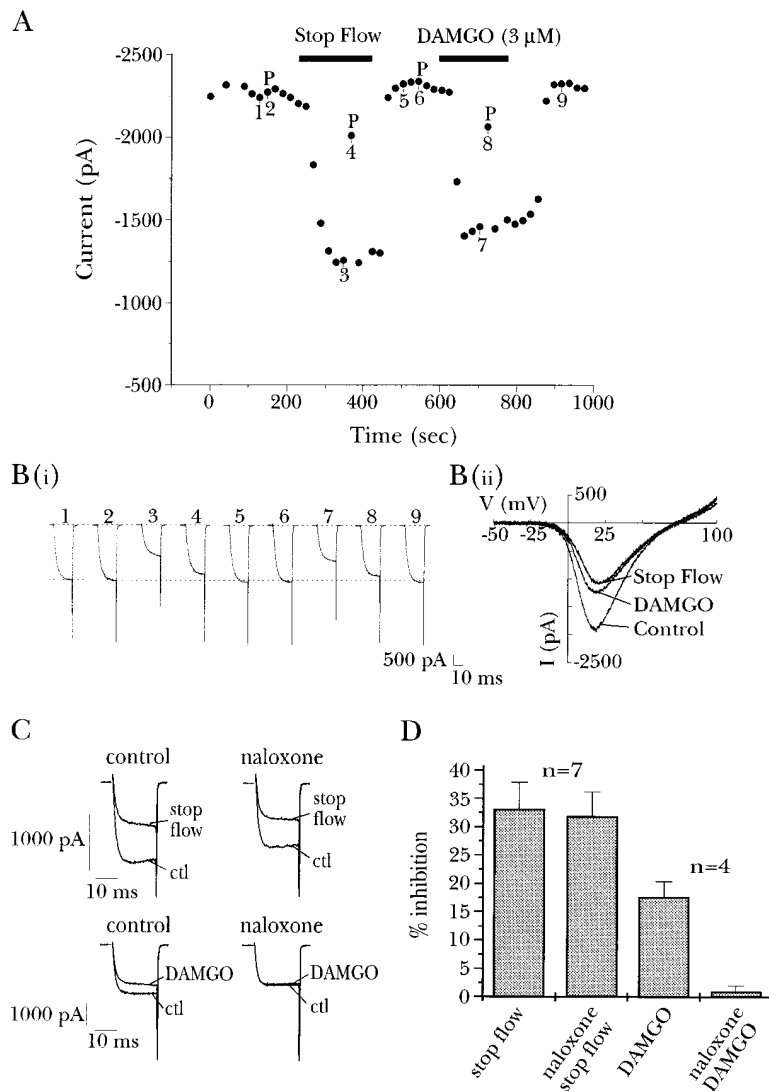 A
Stop Flow
DAMGO (3 µM)
Current (pA)
-2500
-2000
-1500
-1000
-500
P
12
P
4
3
P
5 6
P
8
7
9
0 200 400 600 800 1000
Time (sec)
B(i)
1 2 3 4 5 6 7 8 9
500 pA
10 ms
B(ii)
V (mV)
500
-50 -25 25 100
Stop Flow
DAMGO
Control
I (pA)
-2500
C
control
naloxone
1000 pA
stop flow
ctl
stop flow
ctl
10 ms
control
naloxone
1000 pA
DAMGO
ctl
DAMGO
ctl
10 ms
D
% inhibition
40
35
30
25
20
15
10
5
0
n=7
n=4
stop flow
naloxone
stop flow
DAMGO
naloxone
DAMGO